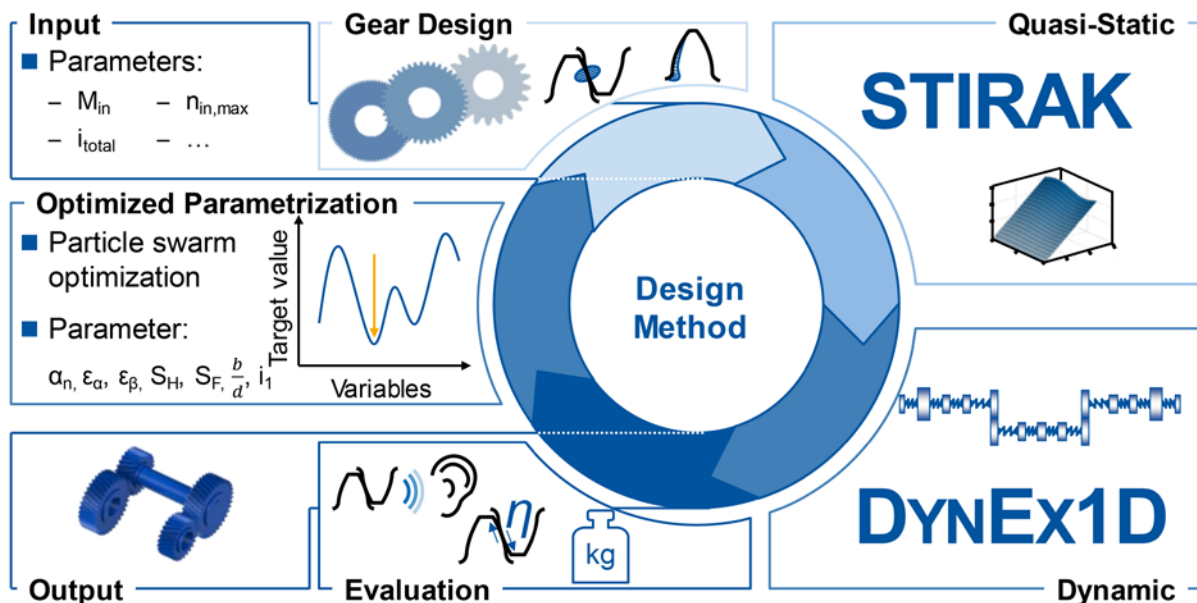 Input
■ Parameters:
– M_in – n_in,max
– i_total – …
Gear Design
Quasi-Static
STIRAK
Optimized Parametrization
■ Particle swarm
optimization
■ Parameter:
α_n, ε_α, ε_β, S_H, S_F, b/d, i_1
Target value
Variables
Design
Method
DYNEX1D
Dynamic
η
kg
Output
Evaluation